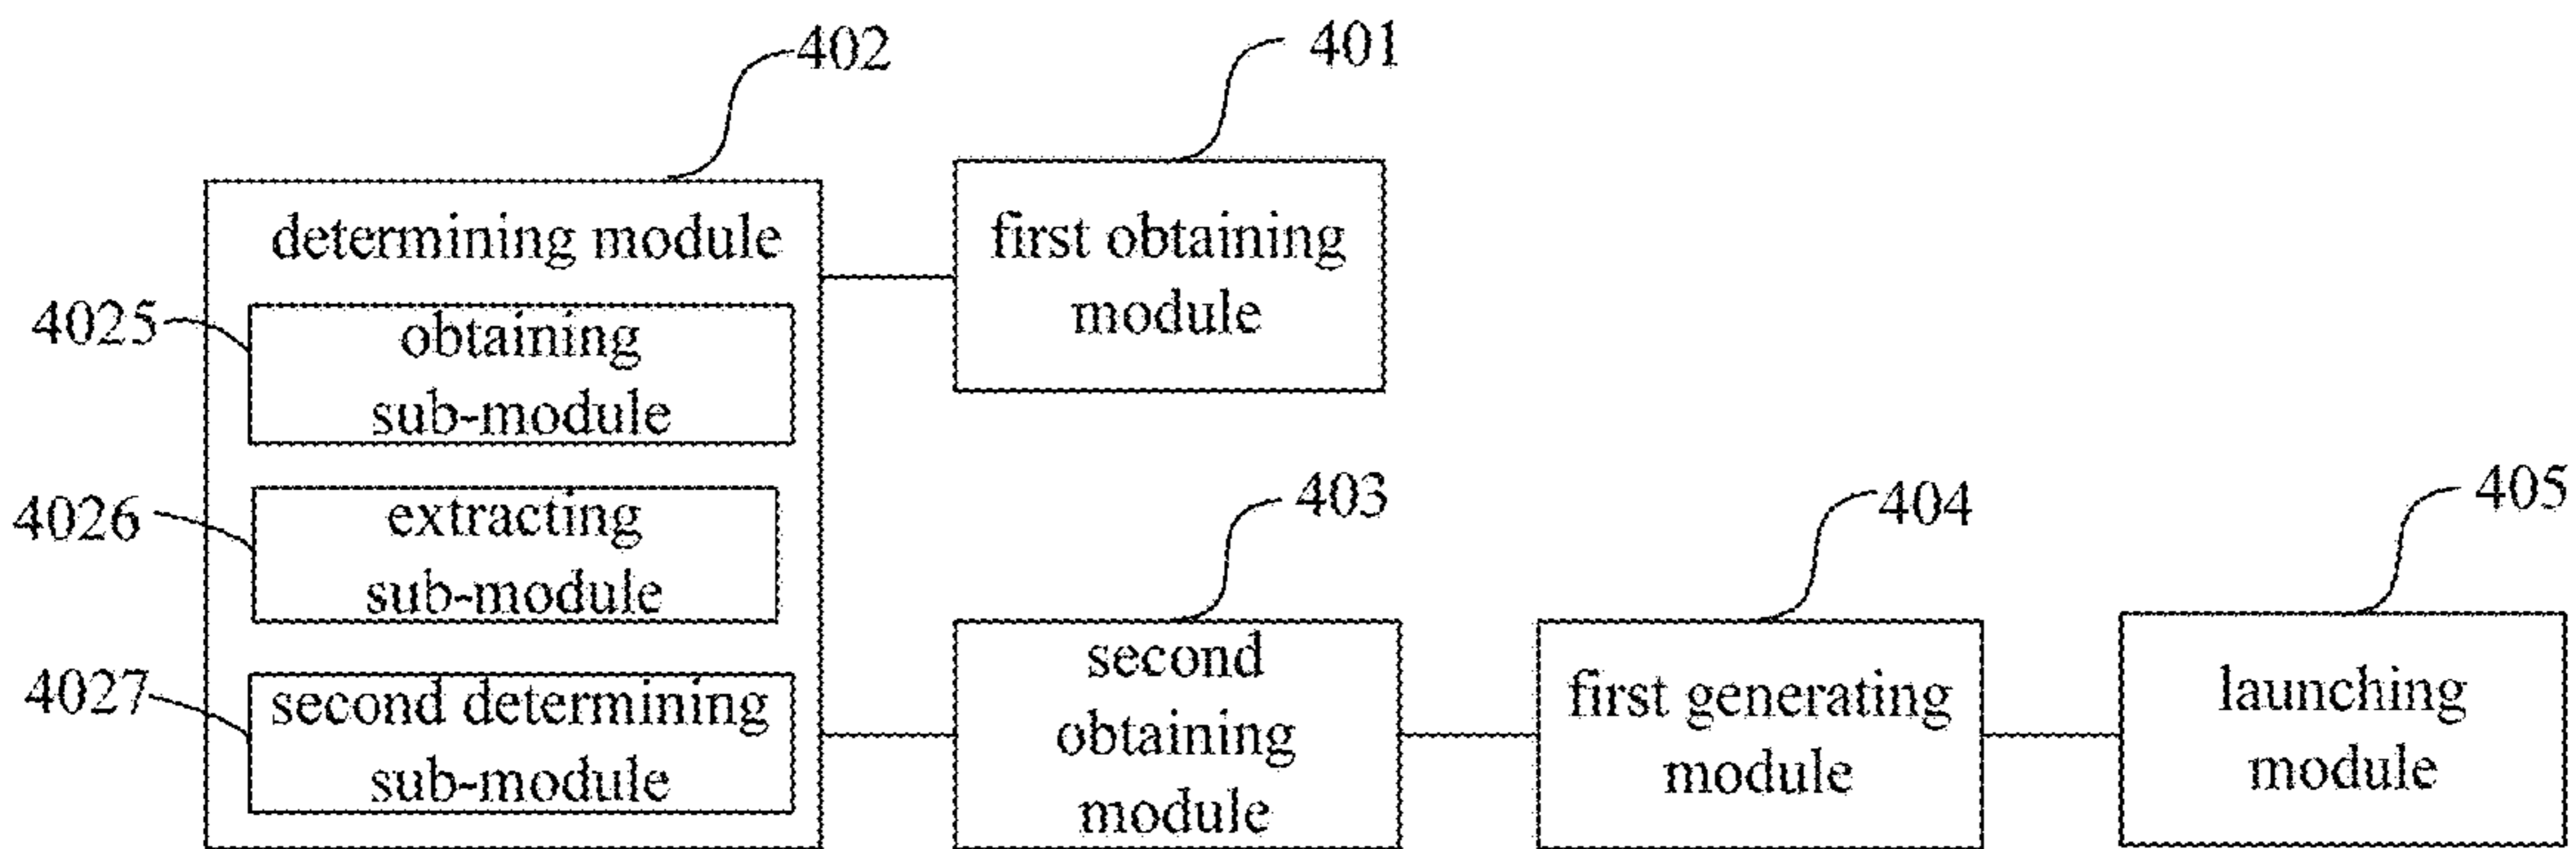 402
401
determining module
first obtaining
module
4025
obtaining
sub-module
4026
extracting
sub-module
4027
second determining
sub-module
403
second
obtaining
module
404
first generating
module
405
launching
module